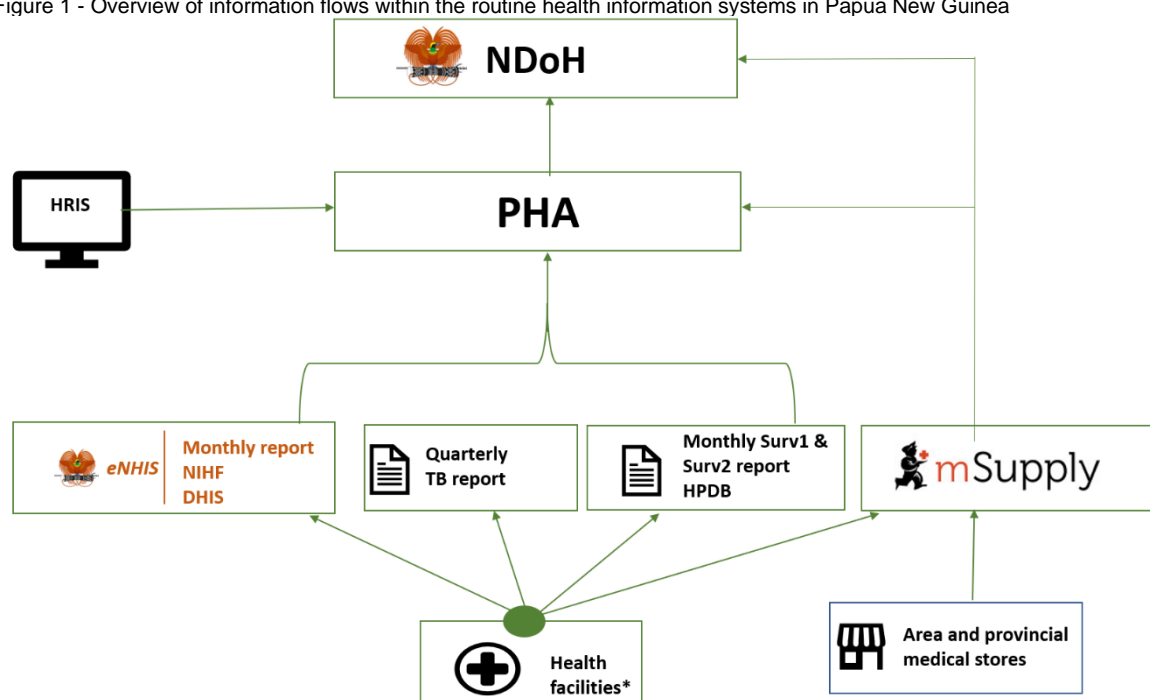 Figure 1 - Overview of information flows within the routine health information systems in Papua New Guinea
NDoH
HRIS
PHA
eNHIS
Monthly report
NIHF
DHIS
Quarterly
TB report
Monthly Surv1 &
Surv2 report
HPDB
mSupply
Health
facilities*
Area and provincial
medical stores